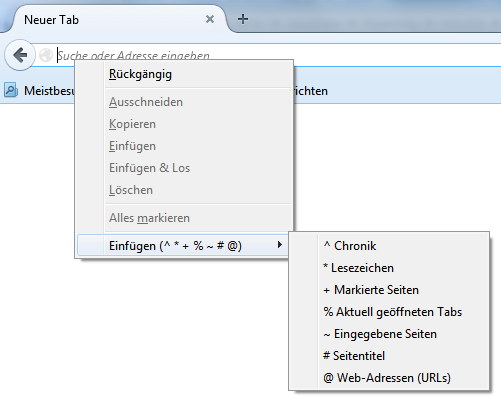 Neuer Tab
Suche oder Adresse eingeben
Meistbesu
richten
Rückgängig
Ausschneiden
Kopieren
Einfügen
Einfügen & Los
Löschen
Alles markieren
Einfügen (^ * + % ~ # @)
^ Chronik
* Lesezeichen
+ Markierte Seiten
% Aktuell geöffneten Tabs
~ Eingegebene Seiten
# Seitentitel
@ Web-Adressen (URLs)